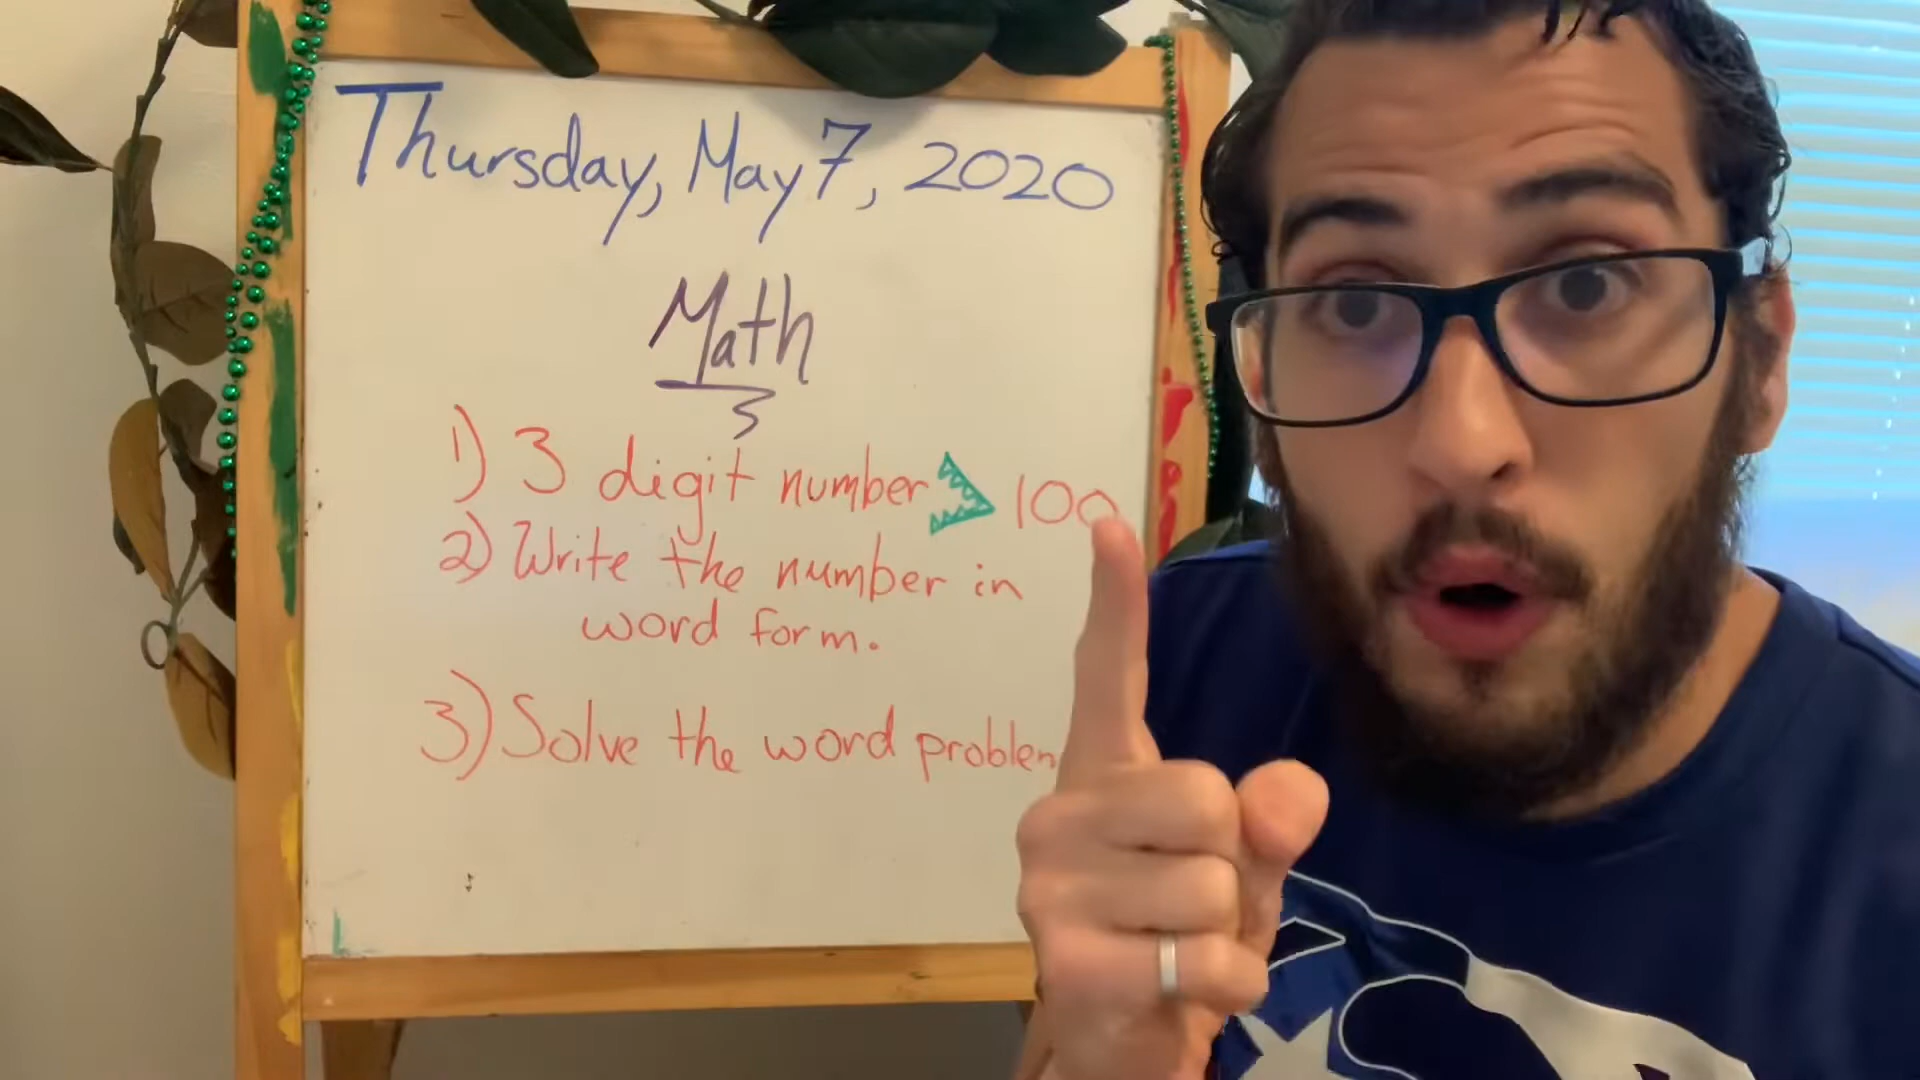 Thursday, May 7, 2020
Math
1) 3 digit number > 100
2) Write the number in
word form.
3) Solve the word problem